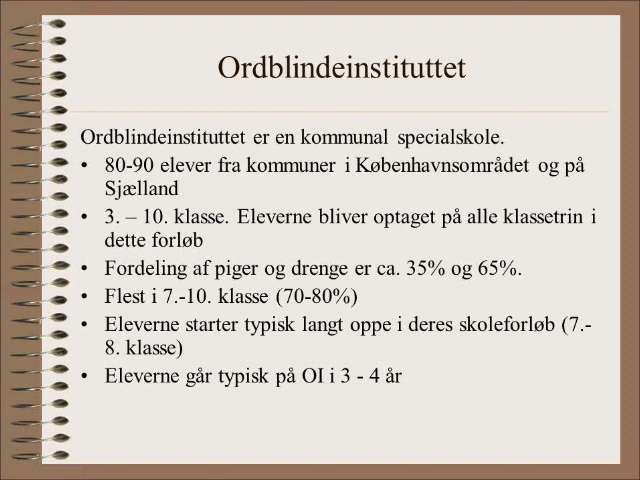 Ordblindeinstituttet
Ordblindeinstituttet er en kommunal specialskole.
• 80-90 elever fra kommuner i Københavnsområdet og på
Sjælland
• 3. – 10. klasse. Eleverne bliver optaget på alle klassetrin i
dette forløb
• Fordeling af piger og drenge er ca. 35% og 65%.
• Flest i 7.-10. klasse (70-80%)
• Eleverne starter typisk langt oppe i deres skoleforløb (7.-
8. klasse)
• Eleverne går typisk på OI i 3 - 4 år